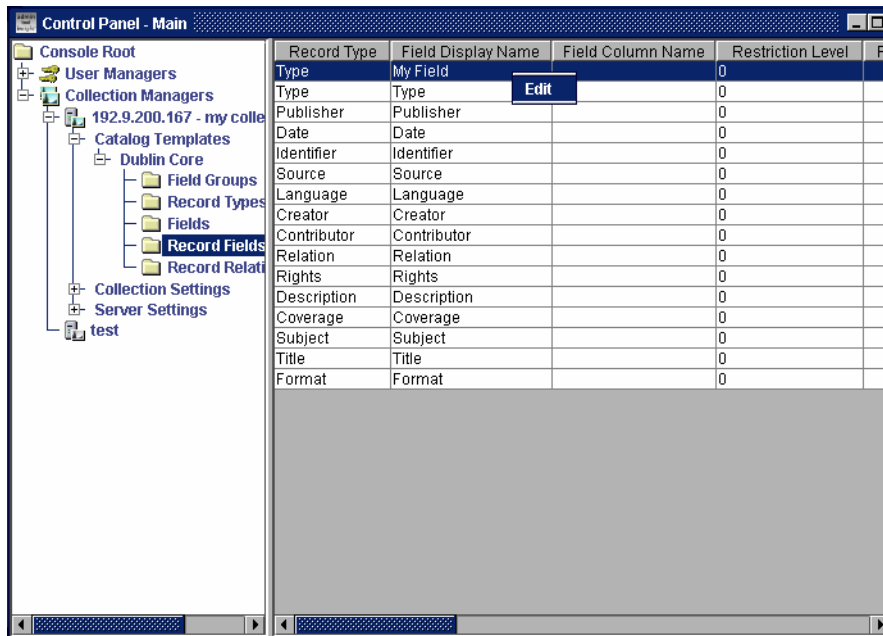 Control Panel - Main
Console Root
User Managers
Collection Managers
192.9.200.167 - my colle
Catalog Templates
Dublin Core
Field Groups
Record Types
Fields
Record Fields
Record Relati
Collection Settings
Server Settings
test
Record Type Field Display Name Field Column Name Restriction Level F
Type My Field 0
Edit
Type Type 0
Publisher Publisher 0
Date Date 0
Identifier Identifier 0
Source Source 0
Language Language 0
Creator Creator 0
Contributor Contributor 0
Relation Relation 0
Rights Rights 0
Description Description 0
Coverage Coverage 0
Subject Subject 0
Title Title 0
Format Format 0